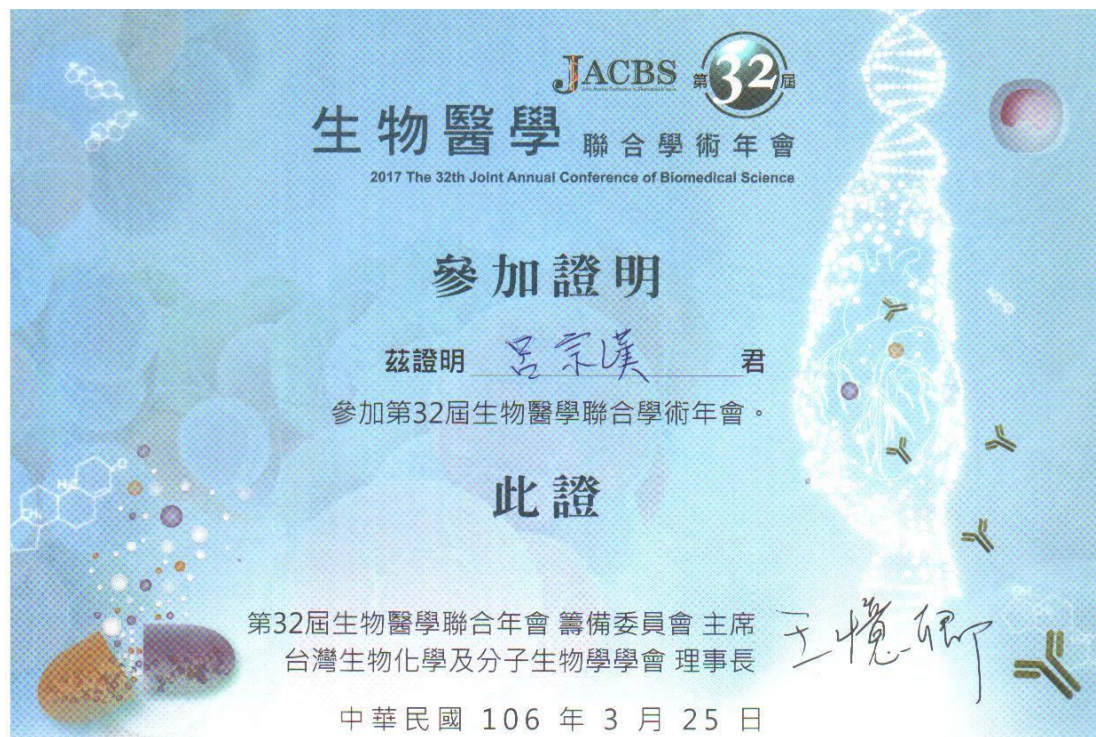 JACBS 第32屆
生物醫學 聯合學術年會
2017 The 32th Joint Annual Conference of Biomedical Science
參加證明
茲證明 呂宗漢 君
參加第32屆生物醫學聯合學術年會。
此證
第32屆生物醫學聯合年會 籌備委員會 主席
台灣生物化學及分子生物學學會 理事長
王憶卿
中華民國 106 年 3 月 25 日